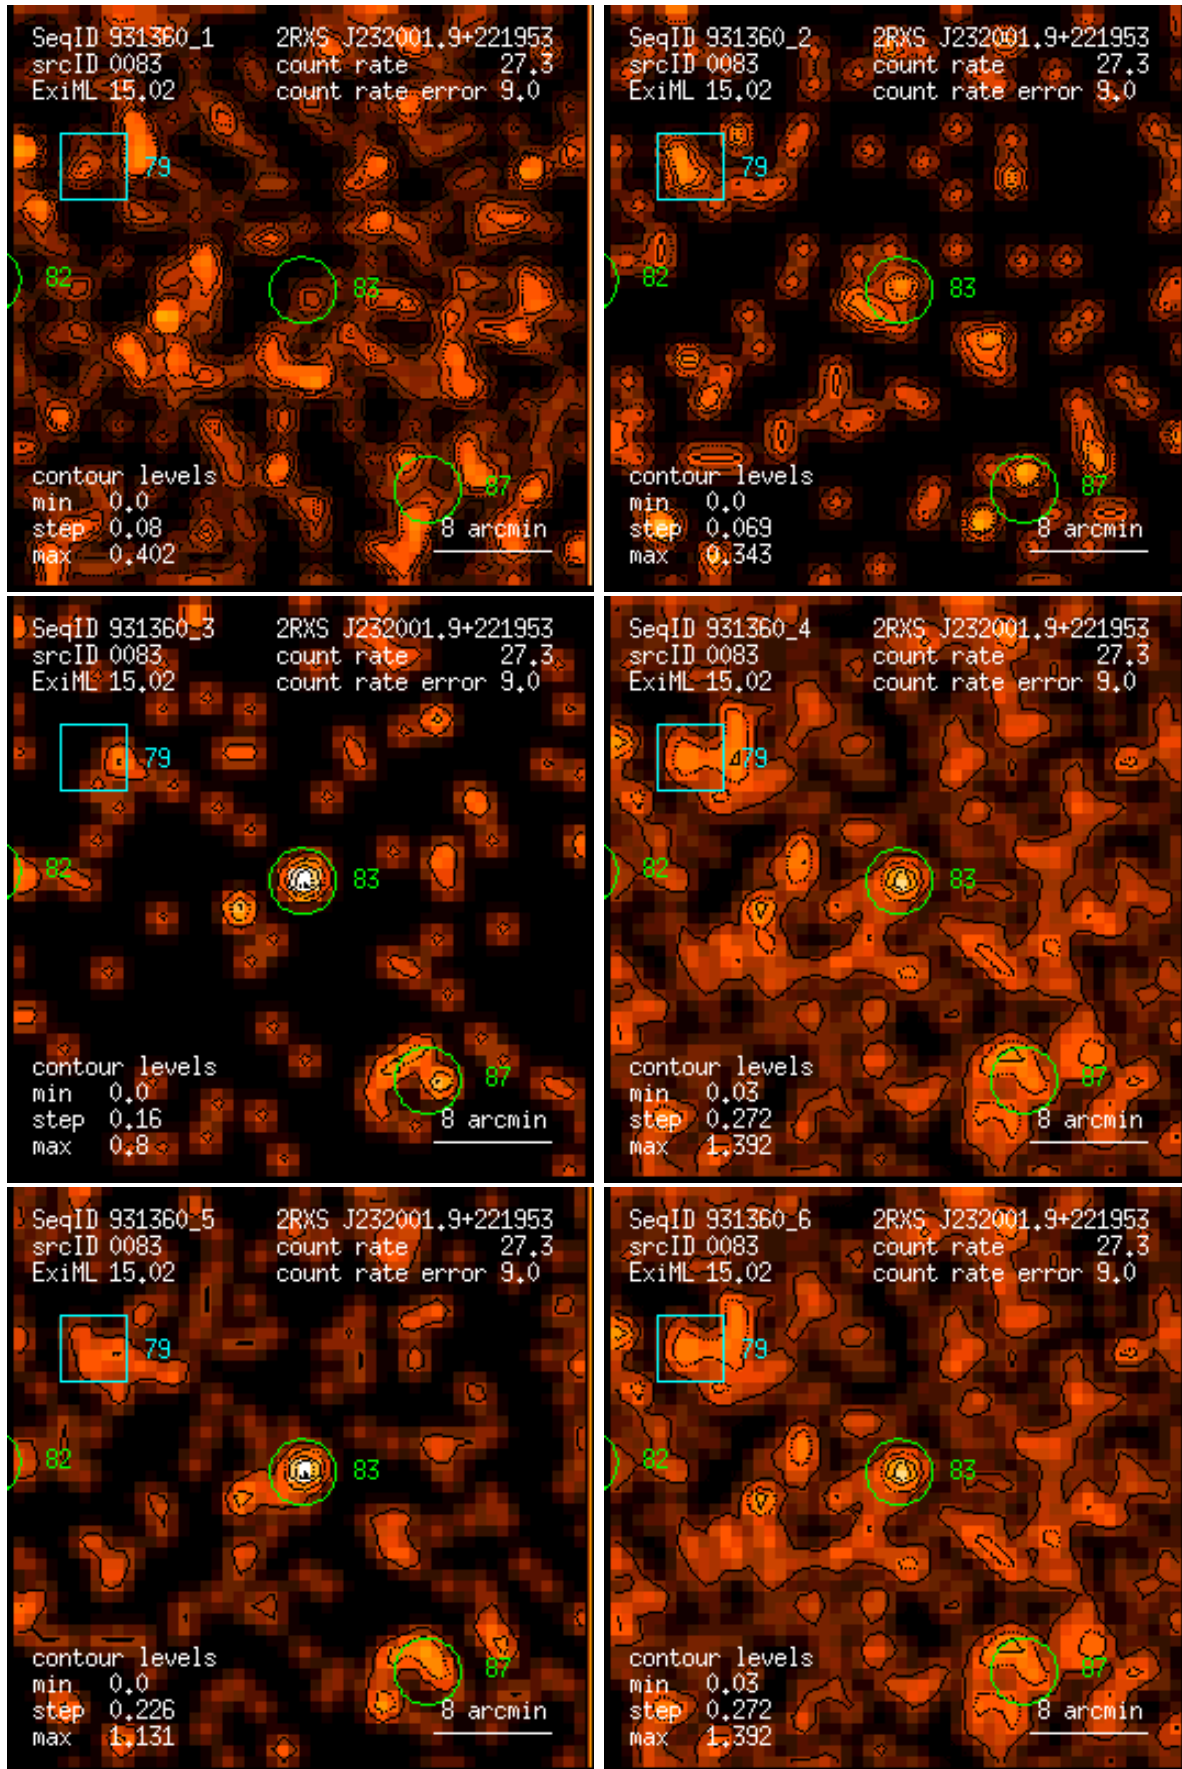 SeqID 931360_1 2RXS J232001.9+221953
srcID 0083 count rate 27.3
ExiML 15.02 count rate error 9.0
79
82
83
87
contour levels
min 0.0
step 0.08
max 0.402
8 arcmin
SeqID 931360_2 2RXS J232001.9+221953
srcID 0083 count rate 27.3
ExiML 15.02 count rate error 9.0
79
82
83
87
contour levels
min 0.0
step 0.069
max 0.343
8 arcmin
SeqID 931360_3 2RXS J232001.9+221953
srcID 0083 count rate 27.3
ExiML 15.02 count rate error 9.0
79
82
83
87
contour levels
min 0.0
step 0.16
max 0.8
8 arcmin
SeqID 931360_4 2RXS J232001.9+221953
srcID 0083 count rate 27.3
ExiML 15.02 count rate error 9.0
79
82
83
87
contour levels
min 0.03
step 0.272
max 1.392
8 arcmin
SeqID 931360_5 2RXS J232001.9+221953
srcID 0083 count rate 27.3
ExiML 15.02 count rate error 9.0
79
82
83
87
contour levels
min 0.0
step 0.226
max 1.131
8 arcmin
SeqID 931360_6 2RXS J232001.9+221953
srcID 0083 count rate 27.3
ExiML 15.02 count rate error 9.0
79
82
83
87
contour levels
min 0.03
step 0.272
max 1.392
8 arcmin